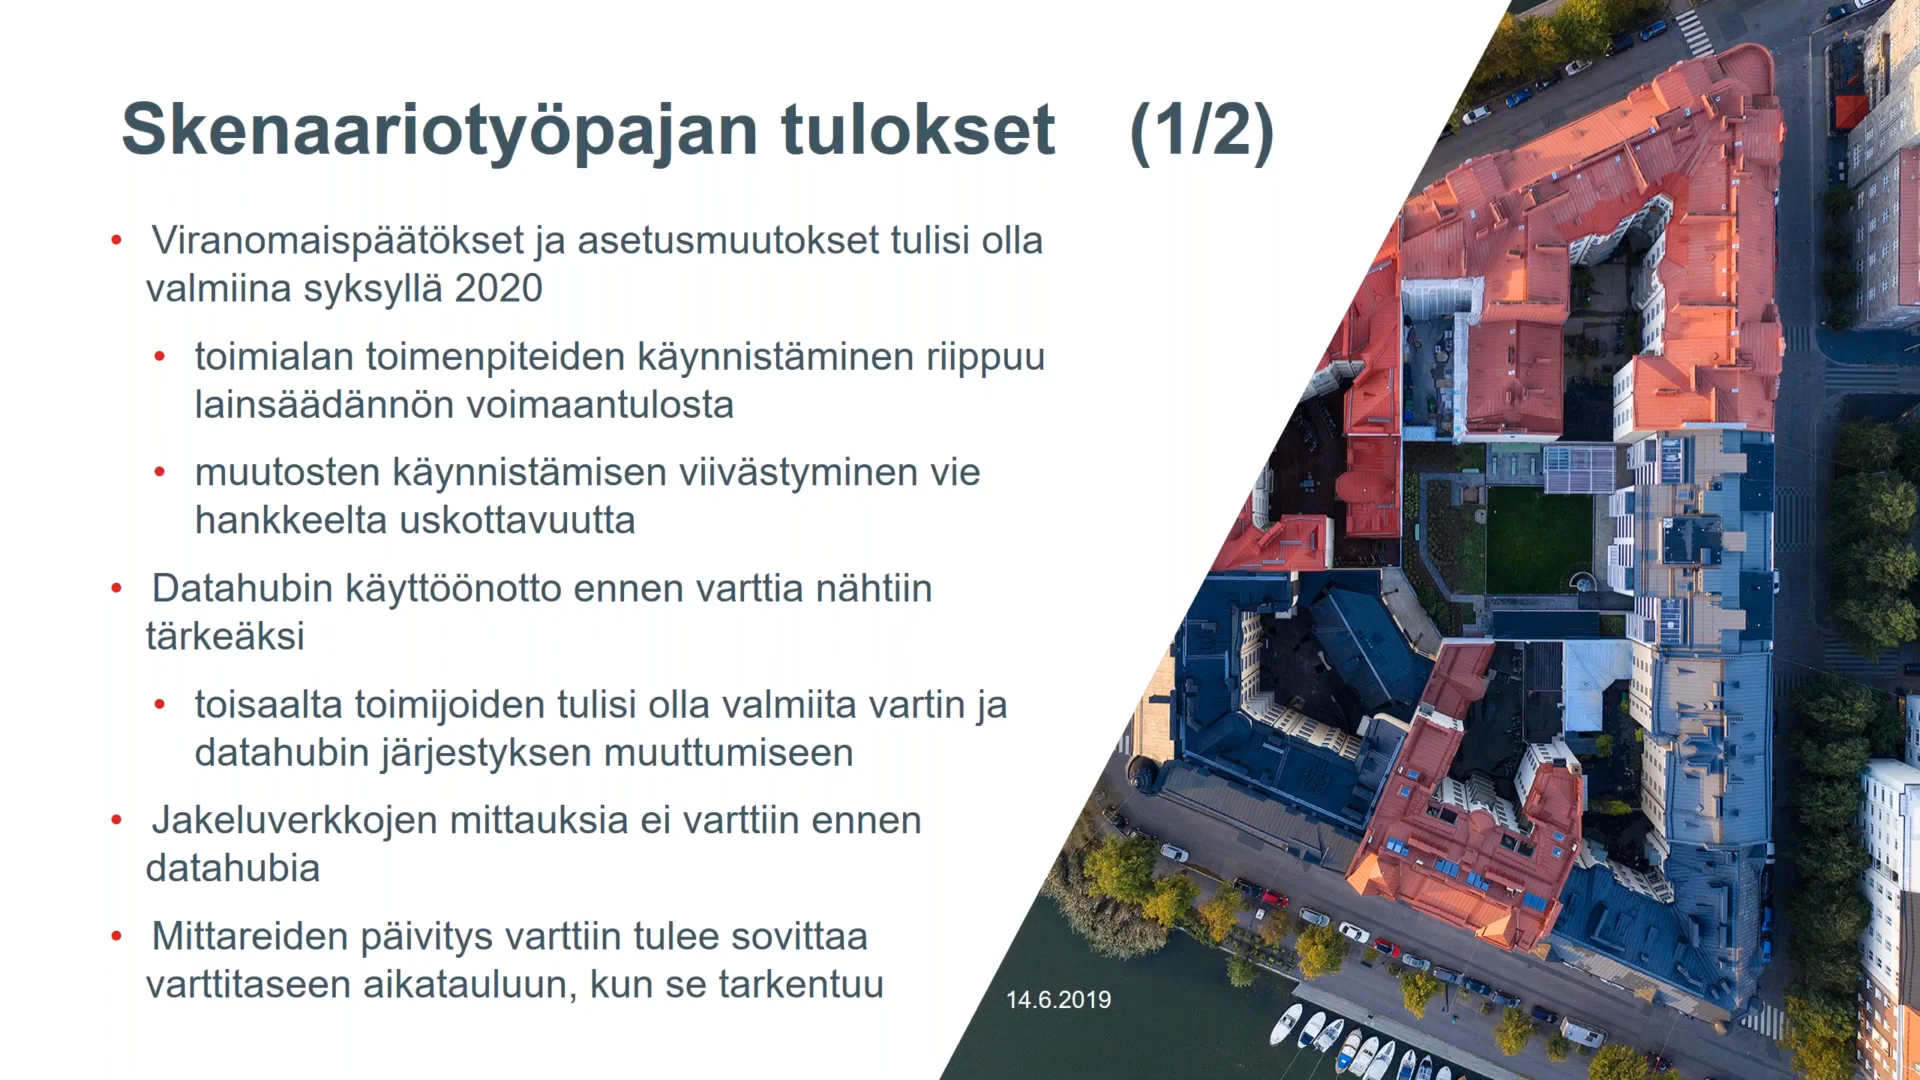 Skenaariotyöpajan tulokset (1/2)
• Viranomaispäätökset ja asetusmuutokset tulisi olla
valmiina syksyllä 2020
• toimialan toimenpiteiden käynnistäminen riippuu
lainsäädännön voimaantulosta
• muutosten käynnistämisen viivästyminen vie
hankkeelta uskottavuutta
• Datahubin käyttöönotto ennen varttia nähtiin
tärkeäksi
• toisaalta toimijoiden tulisi olla valmiita vartin ja
datahubin järjestyksen muuttumiseen
• Jakeluverkkojen mittauksia ei varttiin ennen
datahubia
• Mittareiden päivitys varttiin tulee sovittaa
varttitaseen aikatauluun, kun se tarkentuu
14.6.2019